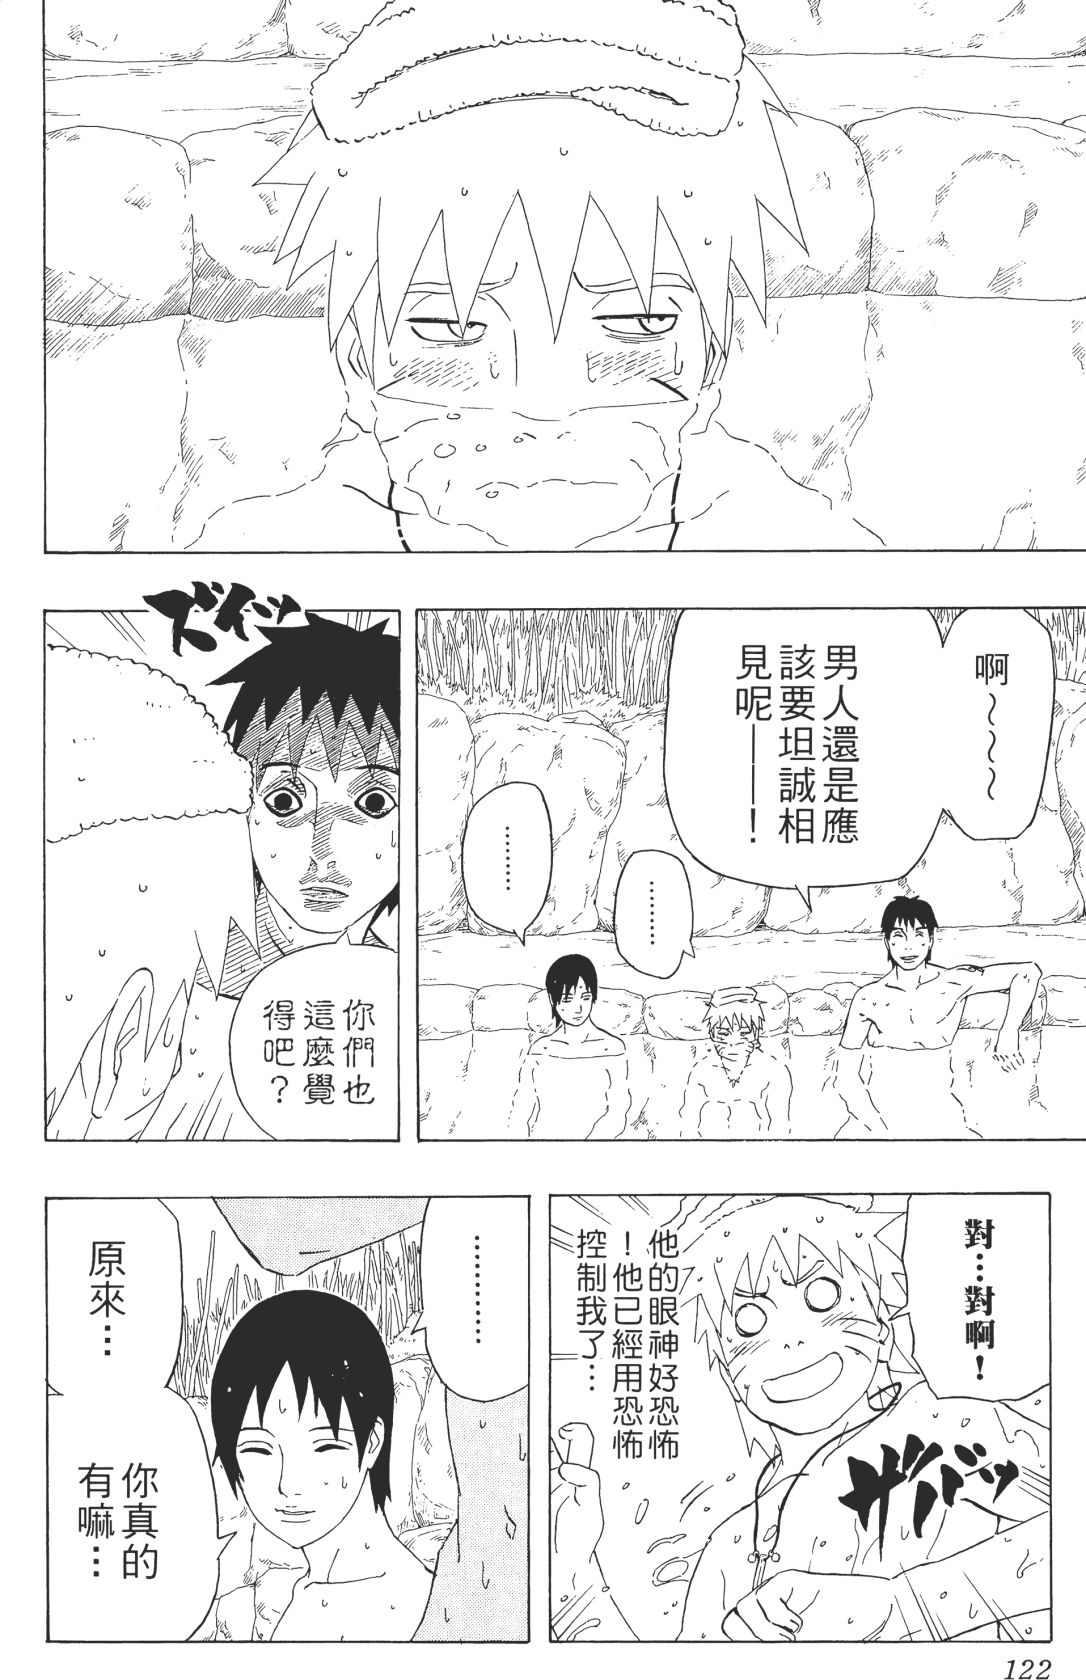 啊～～～～
男人還是應
該要坦誠相
見呢——！
………
………
ズイッ
你們也
這麼覺
得吧？
對…對啊！
ザバッ
他的眼神好恐怖
！他已經用恐怖
控制我了…
…………
原來…
你真的
有嘛…
122